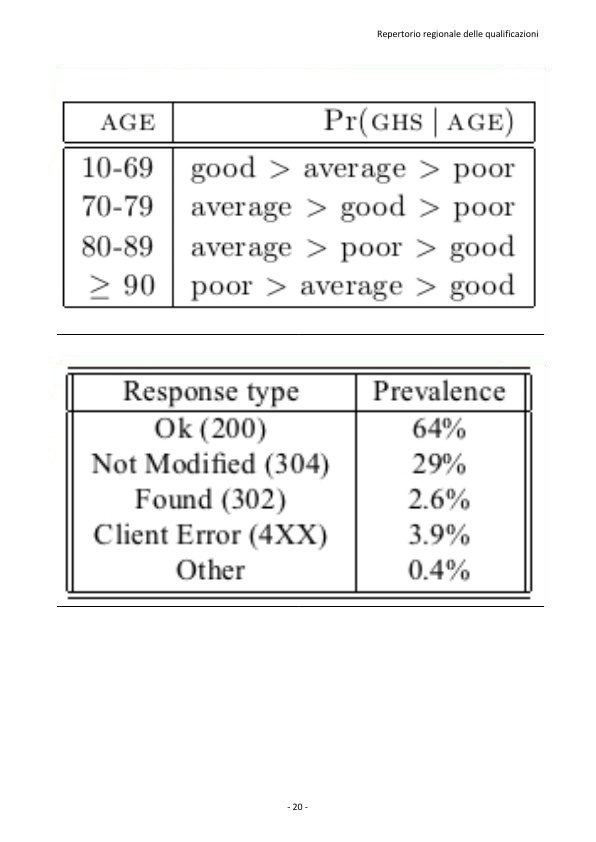 Repertorio regionale delle qualificazioni
AGE Pr(GHS | AGE)
10-69 good > average > poor
70-79 average > good > poor
80-89 average > poor > good
≥ 90 poor > average > good
Response type Prevalence
Ok (200) 64%
Not Modified (304) 29%
Found (302) 2.6%
Client Error (4XX) 3.9%
Other 0.4%
- 20 -